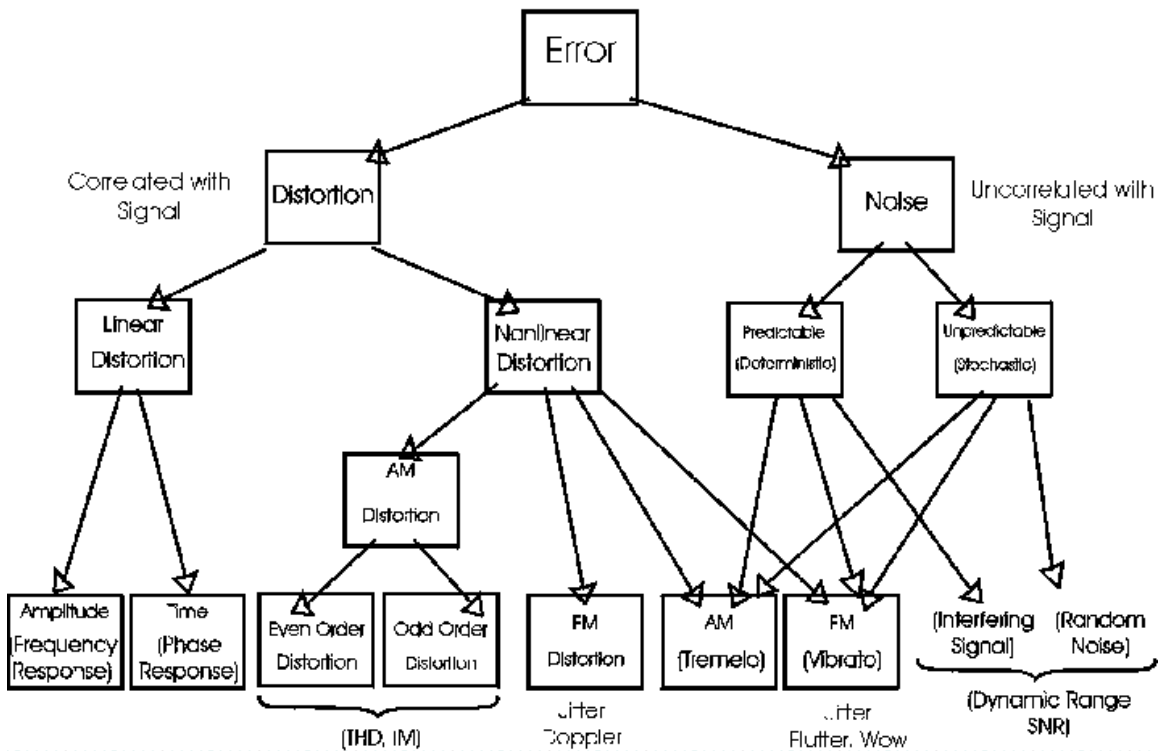 Error
Correlated with
Signal
Distortion
Noise
Uncorrelated with
Signal
Linear
Distortion
Nanlinear
Distortion
Predictable
(Deterministic)
Unpredictable
(Stochastic)
AM
Distortion
Amplitude
(Frequency
Response)
Time
(Phase
Response)
Even Order
Distortion
Odd Order
Distortion
FM
Distortion
AM
(Tremelo)
FM
(Vibrato)
(Interfering
Signal)
(Random
Noise)
(THD, IM)
Jitter
Doppler
Jitter
Flutter, Wow
(Dynamic Range
SNR)